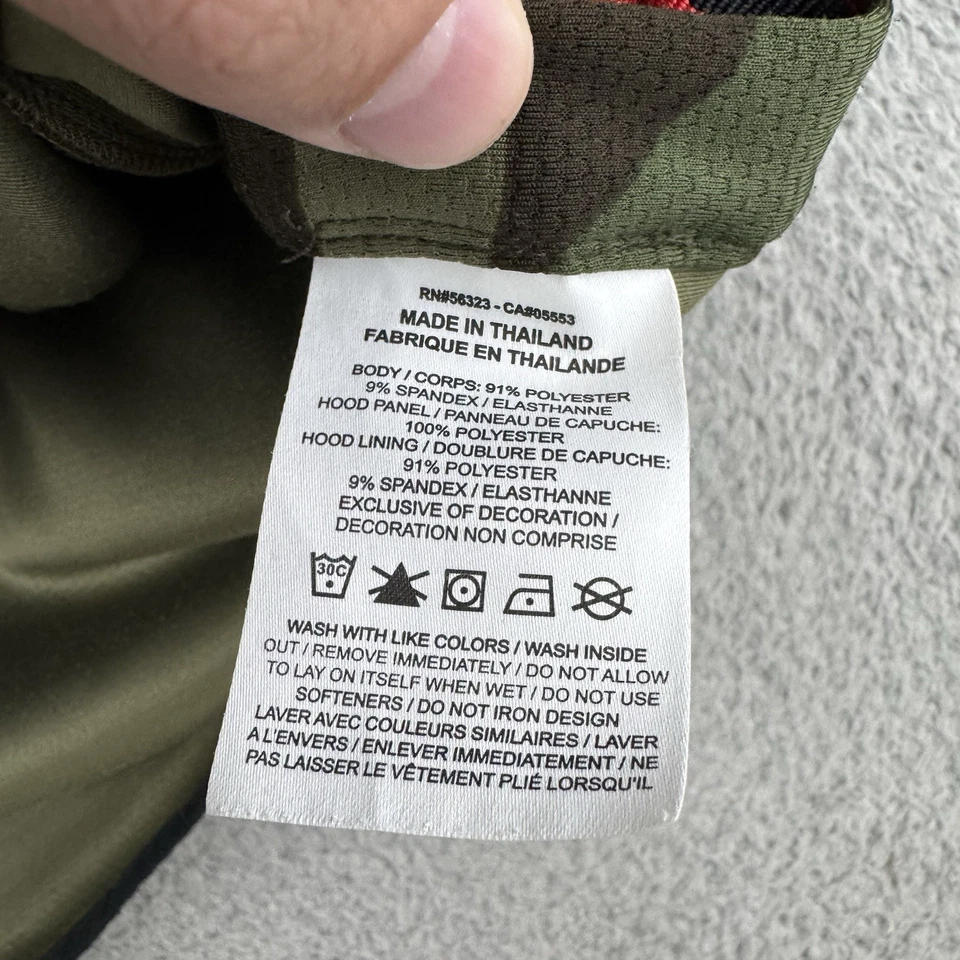 RN#56323 - CA#05553
MADE IN THAILAND
FABRIQUE EN THAILANDE
BODY / CORPS: 91% POLYESTER
9% SPANDEX / ELASTHANNE
HOOD PANEL / PANNEAU DE CAPUCHE:
100% POLYESTER
HOOD LINING / DOUBLURE DE CAPUCHE:
91% POLYESTER
9% SPANDEX / ELASTHANNE
EXCLUSIVE OF DECORATION /
DECORATION NON COMPRISE
30C
WASH WITH LIKE COLORS / WASH INSIDE
OUT / REMOVE IMMEDIATELY / DO NOT ALLOW
TO LAY ON ITSELF WHEN WET / DO NOT USE
SOFTENERS / DO NOT IRON DESIGN
LAVER AVEC COULEURS SIMILAIRES / LAVER
A L'ENVERS / ENLEVER IMMEDIATEMENT / NE
PAS LAISSER LE VÊTEMENT PLIÉ LORSQU'IL